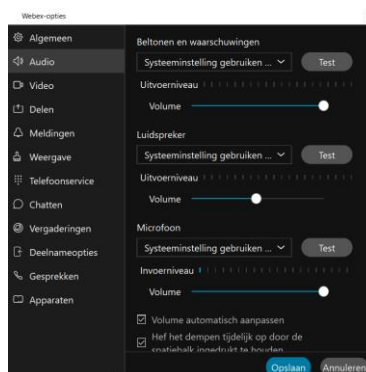 Webex-opties
Algemeen
Audio
Video
Delen
Meldingen
Weergave
Telefoonservice
Chatten
Vergaderingen
Deelnameopties
Gesprekken
Apparaten
Beltonen en waarschuwingen
Systeeminstelling gebruiken ...
Test
Uitvoerniveau
Volume
Luidspreker
Systeeminstelling gebruiken ...
Test
Uitvoerniveau
Volume
Microfoon
Systeeminstelling gebruiken ...
Test
Invoerniveau
Volume
Volume automatisch aanpassen
Hef het dempen tijdelijk op door de
spatiebalk ingedrukt te houden
Opslaan
Annuleren